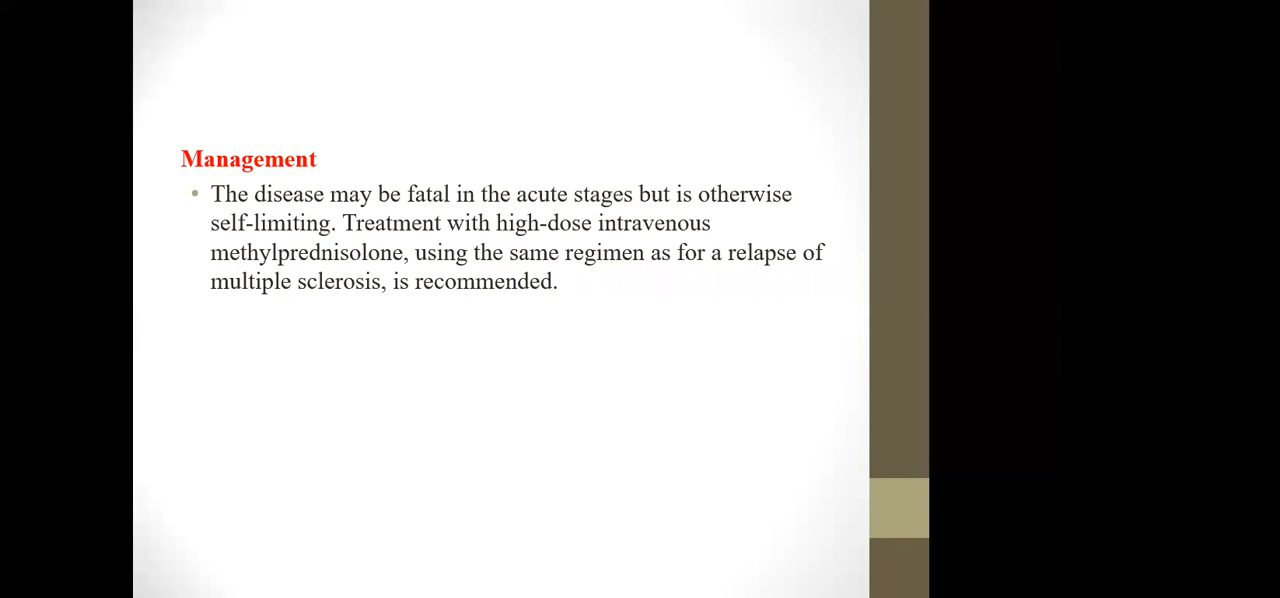 Management
• The disease may be fatal in the acute stages but is otherwise
self-limiting. Treatment with high-dose intravenous
methylprednisolone, using the same regimen as for a relapse of
multiple sclerosis, is recommended.